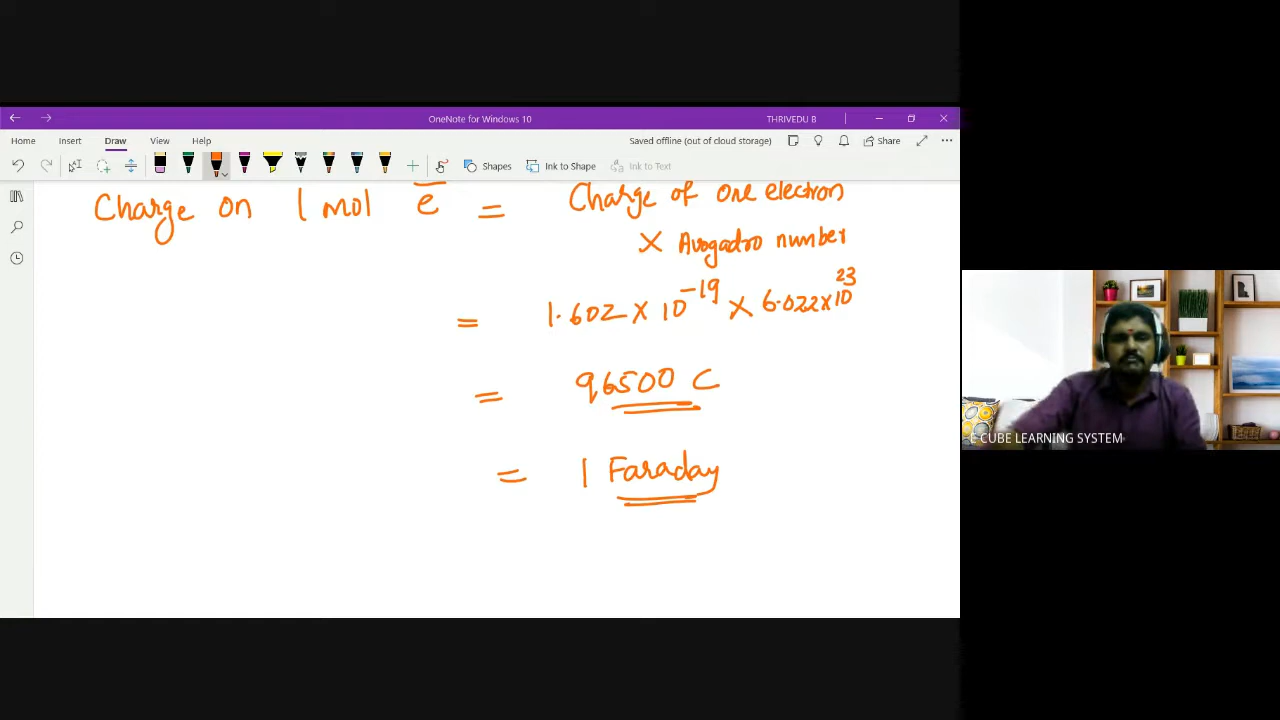 OneNote for Windows 10
THRIVEDU B
Home Insert Draw View Help
Saved offline (out of cloud storage)
Share
Shapes
Ink to Shape
Ink to Text
Charge on 1 mol e̅ = Charge of one electron
× Avogadro number
= 1.602 × 10⁻¹⁹ × 6.022×10²³
= 96500 C
= 1 Faraday
CUBE LEARNING SYSTEM